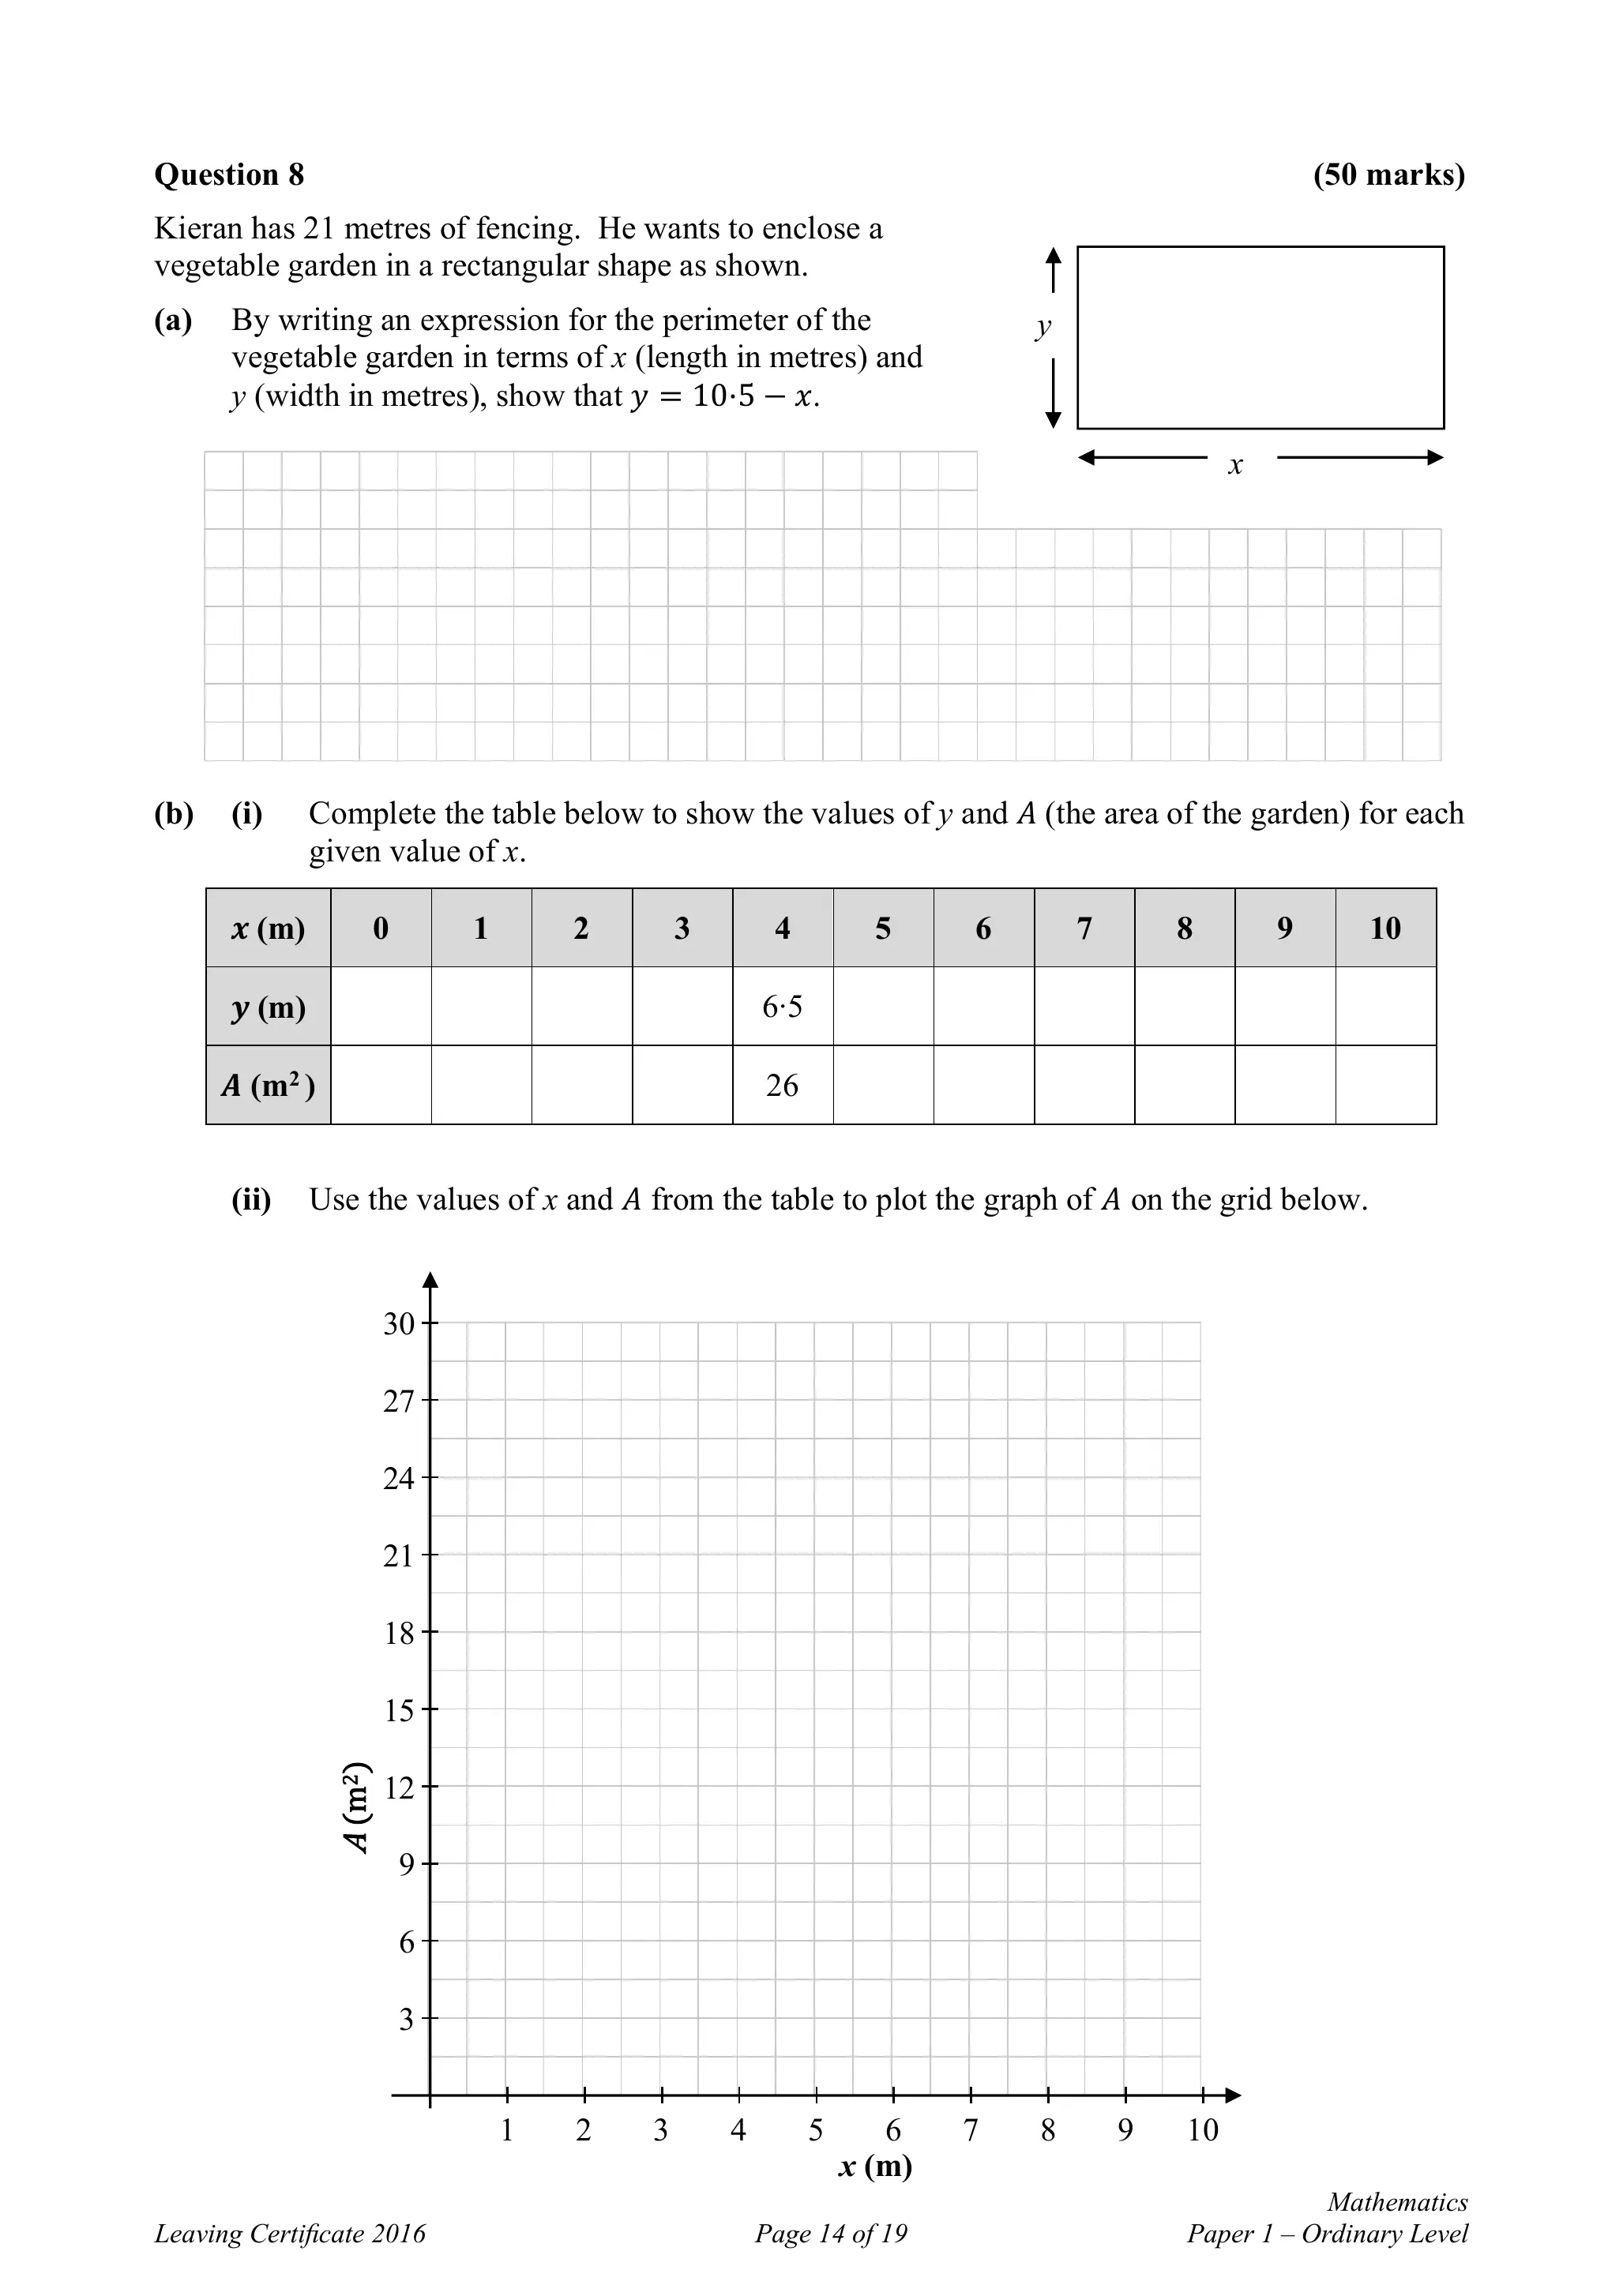 Question 8 (50 marks)
Kieran has 21 metres of fencing. He wants to enclose a
vegetable garden in a rectangular shape as shown.
(a) By writing an expression for the perimeter of the
vegetable garden in terms of x (length in metres) and
y (width in metres), show that y = 10·5 − x.
y
x
(b) (i) Complete the table below to show the values of y and A (the area of the garden) for each
given value of x.
x (m) 0 1 2 3 4 5 6 7 8 9 10
y (m) 6·5
A (m²) 26
(ii) Use the values of x and A from the table to plot the graph of A on the grid below.
30
27
24
21
18
15
12
9
6
3
A (m²)
1 2 3 4 5 6 7 8 9 10
x (m)
Mathematics
Leaving Certificate 2016 Page 14 of 19 Paper 1 – Ordinary Level